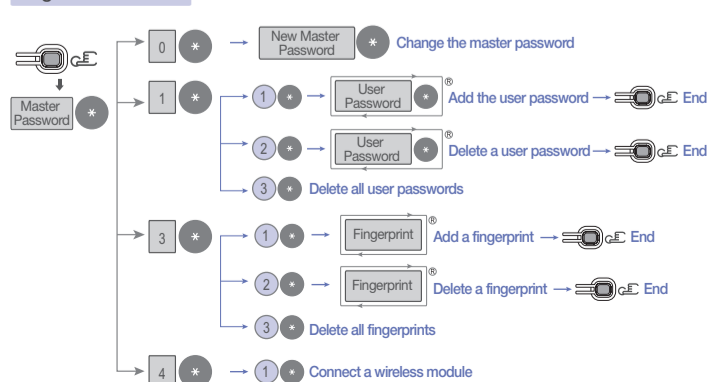 Master
Password *
0 * New Master
Password * Change the master password
1 *
1 * User
Password * ® Add the user password End
2 * User
Password * ® Delete a user password End
3 * Delete all user passwords
3 *
1 * Fingerprint ® Add a fingerprint End
2 * Fingerprint ® Delete a fingerprint End
3 * Delete all fingerprints
4 * 1 * Connect a wireless module